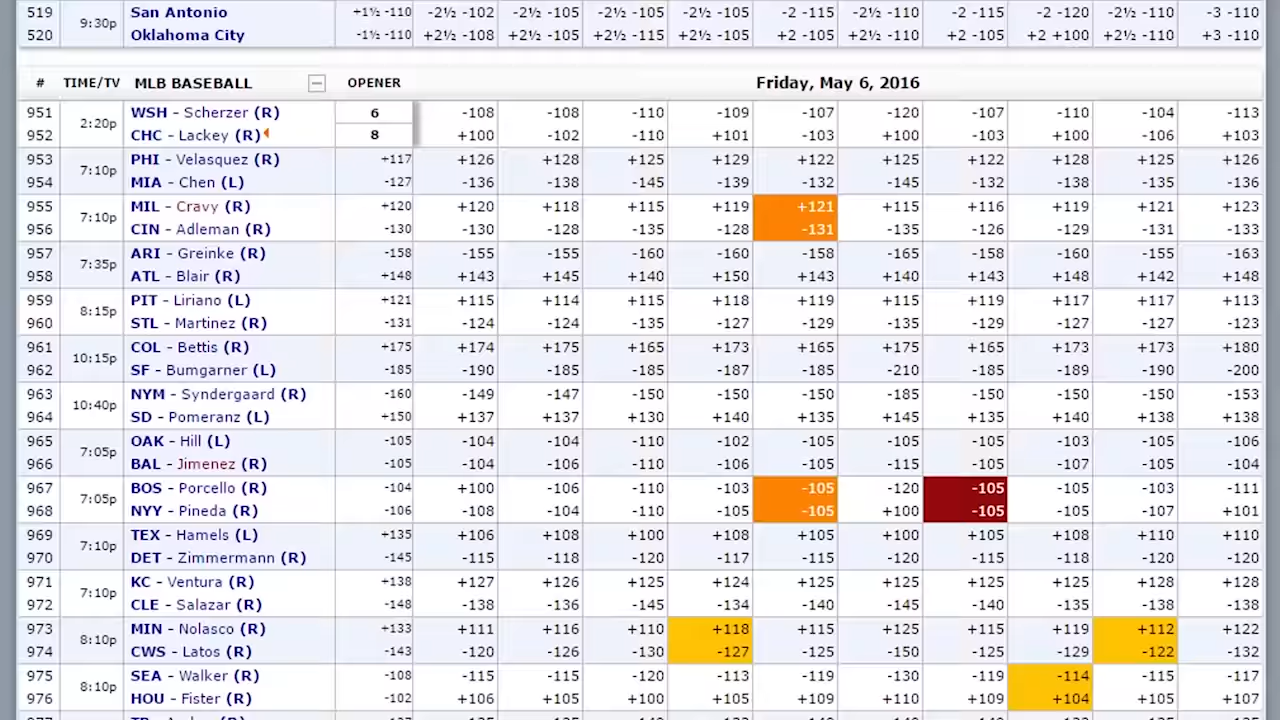 519 San Antonio +1½ -110 -2½ -102 -2½ -105 -2½ -105 -2½ -105 -2 -115 -2½ -110 -2 -115 -2 -120 -2½ -110 -3 -110
9:30p
520 Oklahoma City -1½ -110 +2½ -108 +2½ -105 +2½ -115 +2½ -105 +2 -105 +2½ -110 +2 -105 +2 +100 +2½ -110 +3 -110
# TIME/TV MLB BASEBALL OPENER Friday, May 6, 2016
951 WSH - Scherzer (R) 6 -108 -108 -110 -109 -107 -120 -107 -110 -104 -113
2:20p
952 CHC - Lackey (R) 8 +100 -102 -110 +101 -103 +100 -103 +100 -106 +103
953 PHI - Velasquez (R) +117 +126 +128 +125 +129 +122 +125 +122 +128 +125 +126
7:10p
954 MIA - Chen (L) -127 -136 -138 -145 -139 -132 -145 -132 -138 -135 -136
955 MIL - Cravy (R) +120 +120 +118 +115 +119 +121 +115 +116 +119 +121 +123
7:10p
956 CIN - Adleman (R) -130 -130 -128 -135 -128 -131 -135 -126 -129 -131 -133
957 ARI - Greinke (R) -158 -155 -155 -160 -160 -158 -165 -158 -160 -155 -163
7:35p
958 ATL - Blair (R) +148 +143 +145 +140 +150 +143 +140 +143 +148 +142 +148
959 PIT - Liriano (L) +121 +115 +114 +115 +118 +119 +115 +119 +117 +117 +113
8:15p
960 STL - Martinez (R) -131 -124 -124 -135 -127 -129 -135 -129 -127 -127 -123
961 COL - Bettis (R) +175 +174 +175 +165 +173 +165 +175 +165 +173 +173 +180
10:15p
962 SF - Bumgarner (L) -185 -190 -185 -185 -187 -185 -210 -185 -189 -190 -200
963 NYM - Syndergaard (R) -160 -149 -147 -150 -150 -150 -185 -150 -150 -150 -153
10:40p
964 SD - Pomeranz (L) +150 +137 +137 +130 +140 +135 +145 +135 +140 +138 +138
965 OAK - Hill (L) -105 -104 -104 -110 -102 -105 -105 -105 -103 -105 -106
7:05p
966 BAL - Jimenez (R) -105 -104 -106 -110 -106 -105 -115 -105 -107 -105 -104
967 BOS - Porcello (R) -104 +100 -106 -110 -103 -105 -120 -105 -105 -103 -111
7:05p
968 NYY - Pineda (R) -106 -108 -104 -110 -105 -105 +100 -105 -105 -107 +101
969 TEX - Hamels (L) +135 +106 +108 +100 +108 +105 +100 +105 +108 +110 +110
7:10p
970 DET - Zimmermann (R) -145 -115 -118 -120 -117 -115 -120 -115 -118 -120 -120
971 KC - Ventura (R) +138 +127 +126 +125 +124 +125 +125 +125 +125 +128 +128
7:10p
972 CLE - Salazar (R) -148 -138 -136 -145 -134 -140 -145 -140 -135 -138 -138
973 MIN - Nolasco (R) +133 +111 +116 +110 +118 +115 +125 +115 +119 +112 +122
8:10p
974 CWS - Latos (R) -143 -120 -126 -130 -127 -125 -150 -125 -129 -122 -132
975 SEA - Walker (R) -108 -115 -115 -120 -113 -119 -130 -119 -114 -115 -117
8:10p
976 HOU - Fister (R) -102 +106 +105 +100 +105 +109 +110 +109 +104 +105 +107